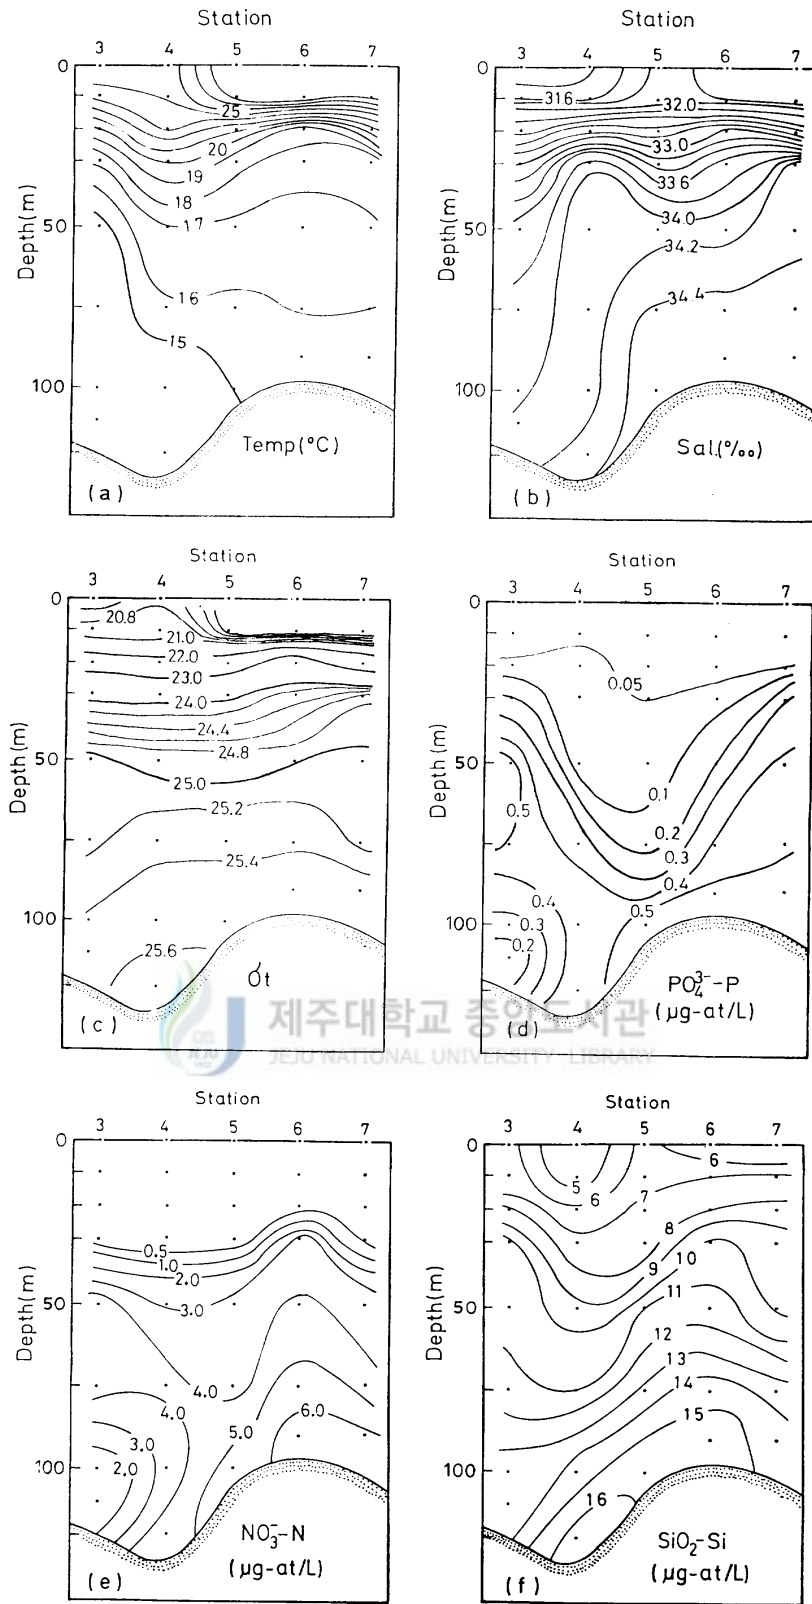 Station
3 4 5 6 7
0
50
100
Depth(m)
25
20
19
18
17
16
15
Temp(°C)
(a)
Station
3 4 5 6 7
0
50
100
Depth(m)
31.6
32.0
33.0
33.6
34.0
34.2
34.4
Sal.(‰)
(b)
Station
3 4 5 6 7
0
50
100
Depth(m)
20.8
21.0
22.0
23.0
24.0
24.4
24.8
25.0
25.2
25.4
25.6
σt
(c)
Station
3 4 5 6 7
0
50
100
Depth(m)
0.05
0.1
0.2
0.3
0.4
0.5
0.5
0.4
0.3
0.2
PO₄³⁻-P
(μg-at/L)
(d)
제주대학교 중앙도서관
JEJU NATIONAL UNIVERSITY LIBRARY
JEJU
1952
Station
3 4 5 6 7
0
50
100
Depth(m)
0.5
1.0
2.0
3.0
4.0
4.0
3.0
2.0
5.0
6.0
NO₃⁻-N
(μg-at/L)
(e)
Station
3 4 5 6 7
0
50
100
Depth(m)
5
6
6
7
8
9
10
11
12
13
14
15
16
SiO₂-Si
(μg-at/L)
(f)